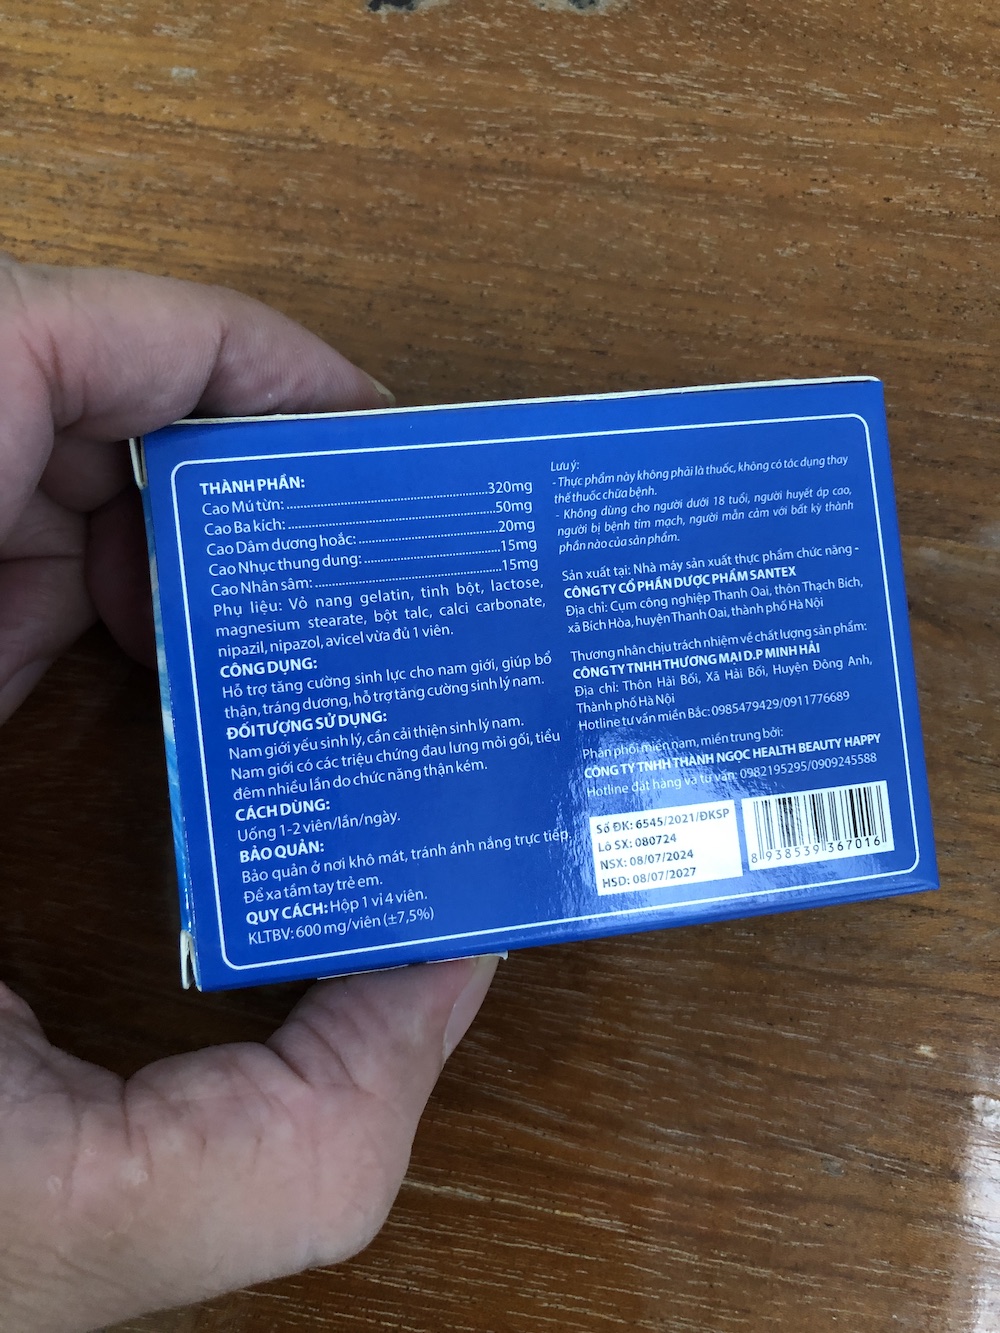 THÀNH PHẦN:
Cao Mú từn: ........................................320mg
Cao Ba kích: ........................................50mg
Cao Dâm dương hoắc: ........................................20mg
Cao Nhục thung dung: ........................................15mg
Cao Nhân sâm: ........................................15mg
Phụ liệu: Vỏ nang gelatin, tinh bột, lactose,
magnesium stearate, bột talc, calci carbonate,
nipazil, nipazol, avicel vừa đủ 1 viên.
CÔNG DỤNG:
Hỗ trợ tăng cường sinh lực cho nam giới, giúp bổ
thận, tráng dương, hỗ trợ tăng cường sinh lý nam.
ĐỐI TƯỢNG SỬ DỤNG:
Nam giới yếu sinh lý, cần cải thiện sinh lý nam.
Nam giới có các triệu chứng đau lưng mỏi gối, tiểu
đêm nhiều lần do chức năng thận kém.
CÁCH DÙNG:
Uống 1-2 viên/lần/ngày.
BẢO QUẢN:
Bảo quản ở nơi khô mát, tránh ánh nắng trực tiếp.
Để xa tầm tay trẻ em.
QUY CÁCH: Hộp 1 vỉ 4 viên.
KLTBV: 600 mg/viên (±7,5%)
Lưu ý:
- Thực phẩm này không phải là thuốc, không có tác dụng thay
thế thuốc chữa bệnh.
- Không dùng cho người dưới 18 tuổi, người huyết áp cao,
người bị bệnh tim mạch, người mẫn cảm với bất kỳ thành
phần nào của sản phẩm.
Sản xuất tại: Nhà máy sản xuất thực phẩm chức năng -
CÔNG TY CỔ PHẦN DƯỢC PHẨM SANTEX
Địa chỉ: Cụm công nghiệp Thanh Oai, thôn Thạch Bích,
xã Bích Hòa, huyện Thanh Oai, thành phố Hà Nội
Thương nhân chịu trách nhiệm về chất lượng sản phẩm:
CÔNG TY TNHH THƯƠNG MẠI D.P MINH HẢI
Địa chỉ: Thôn Hải Bối, Xã Hải Bối, Huyện Đông Anh,
Thành phố Hà Nội
Hotline tư vấn miền Bắc: 0985479429/0911776689
Phân phối miền nam, miền trung bởi:
CÔNG TY TNHH THÀNH NGỌC HEALTH BEAUTY HAPPY
Hotline đặt hàng và tư vấn: 0982195295/0909245588
Số ĐK: 6545/2021/ĐKSP
Lô SX: 080724
NSX: 08/07/2024
HSD: 08/07/2027
8 938539 367016